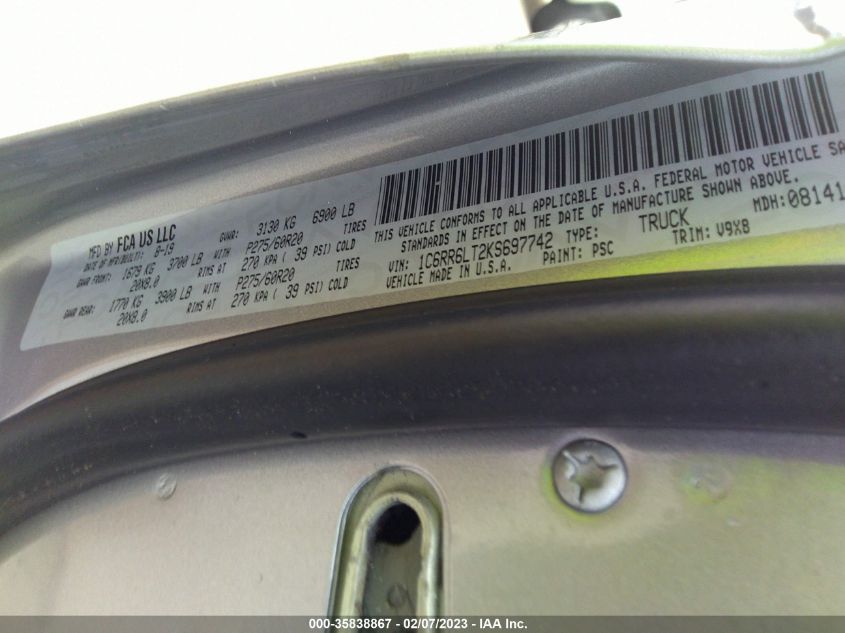 MFD BY FCA US LLC
DATE OF MFR(BUILT): 8-19 GVWR: 3130 KG 6900 LB
GAWR FRONT: 1679 KG 3700 LB WITH P275/60R20 TIRES
20X8.0 RIMS AT 270 KPA ( 39 PSI) COLD
GAWR REAR: 1770 KG 3900 LB WITH P275/60R20 TIRES
20X8.0 RIMS AT 270 KPA ( 39 PSI) COLD
THIS VEHICLE CONFORMS TO ALL APPLICABLE U.S.A. FEDERAL MOTOR VEHICLE SA
STANDARDS IN EFFECT ON THE DATE OF MANUFACTURE SHOWN ABOVE.
VIN: 1C6RR6LT2KS697742 TYPE: TRUCK MDH:08141
VEHICLE MADE IN U.S.A. PAINT: PSC TRIM: V9X8
000-35838867 - 02/07/2023 - IAA Inc.